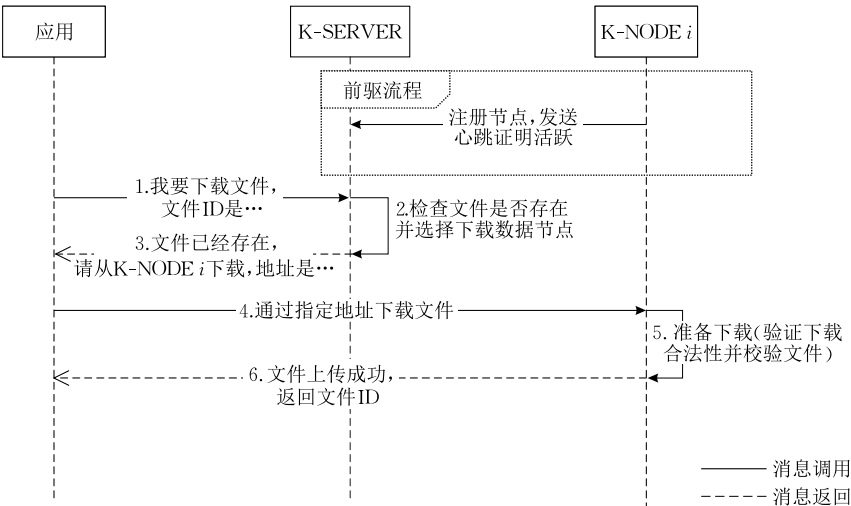 应用
K-SERVER
K-NODE i
前驱流程
注册节点,发送
心跳证明活跃
1.我要下载文件,
文件ID是…
2.检查文件是否存在
并选择下载数据节点
3.文件已经存在,
请从K-NODE i下载,地址是…
4.通过指定地址下载文件
5.准备下载(验证下载
合法性并校验文件)
6.文件上传成功,
返回文件ID
消息调用
消息返回